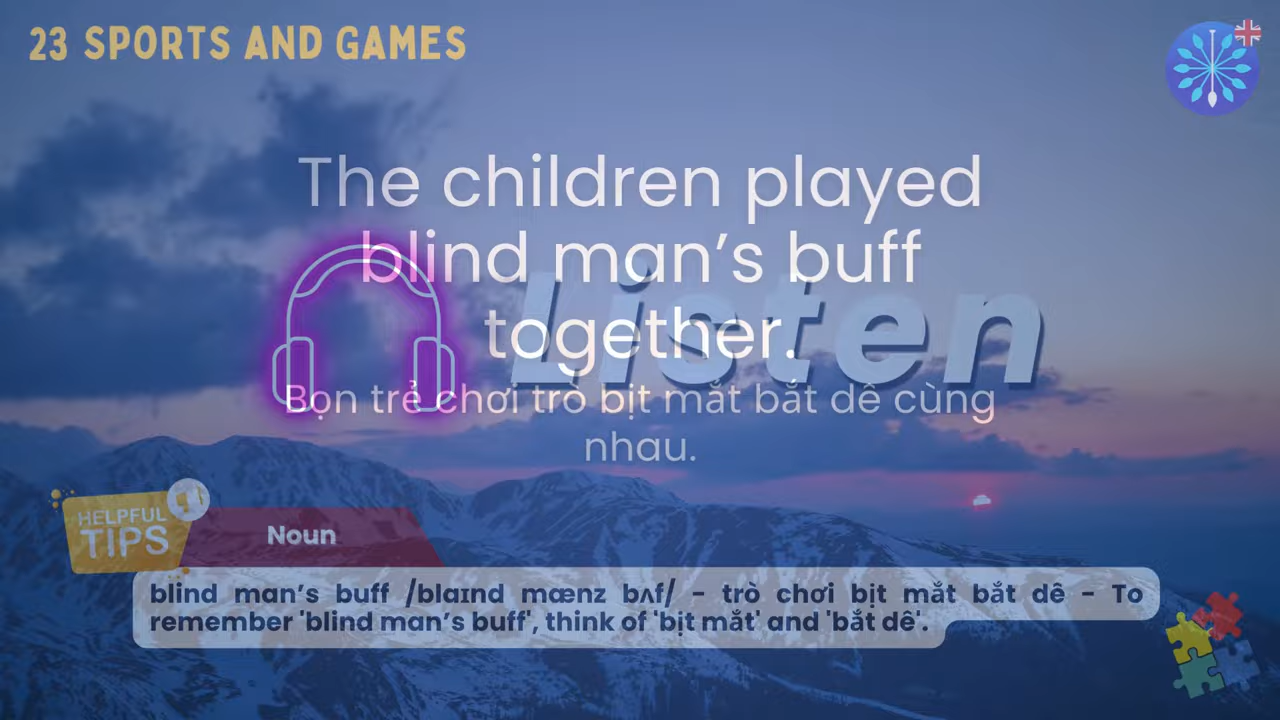 23 SPORTS AND GAMES
The children played
blind man’s buff
together.
Listen
Bọn trẻ chơi trò bịt mắt bắt dê cùng
nhau.
HELPFUL
TIPS
Noun
blind man’s buff /blaɪnd mænz bʌf/ - trò chơi bịt mắt bắt dê - To
remember 'blind man’s buff', think of 'bịt mắt' and 'bắt dê'.